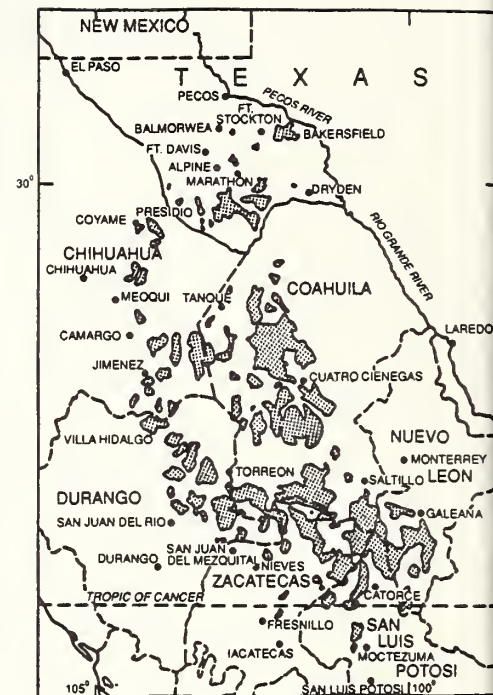 NEW MEXICO
EL PASO
T E X A S
PECOS
PECOS RIVER
FT.
STOCKTON
BALMORWEA
BAKERSFIELD
FT. DAVIS
ALPINE
MARATHON
30°
DRYDEN
PRESIDIO
COYAME
RIO GRANDE RIVER
CHIHUAHUA
CHIHUAHUA
COAHUILA
MEOQUI
TANQUE
CAMARGO
LAREDO
JIMENEZ
CUATRO CIENEGAS
VILLA HIDALGO
NUEVO
LEON
MONTERREY
TORREON
SALTILLO
DURANGO
GALEANA
SAN JUAN DEL RIO
SAN JUAN
DEL MEZQUITAL
DURANGO
NIEVES
ZACATECAS
CATORCE
TROPIC OF CANCER
FRESNILLO
SAN
LUIS
POTOSI
IACATECAS
MOCTEZUMA
105°
SAN LUIS POTOSI
100°